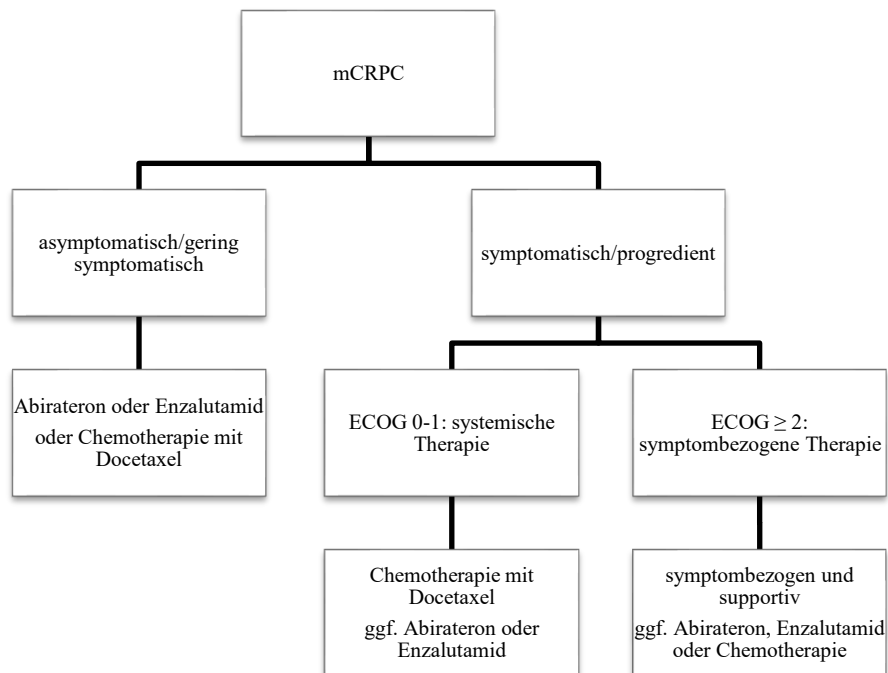 mCRPC
asymptomatisch/gering
symptomatisch
symptomatisch/progredient
Abirateron oder Enzalutamid
oder Chemotherapie mit
Docetaxel
ECOG 0-1: systemische
Therapie
ECOG ≥ 2:
symptombezogene Therapie
Chemotherapie mit
Docetaxel
ggf. Abirateron oder
Enzalutamid
symptombezogen und
supportiv
ggf. Abirateron, Enzalutamid
oder Chemotherapie